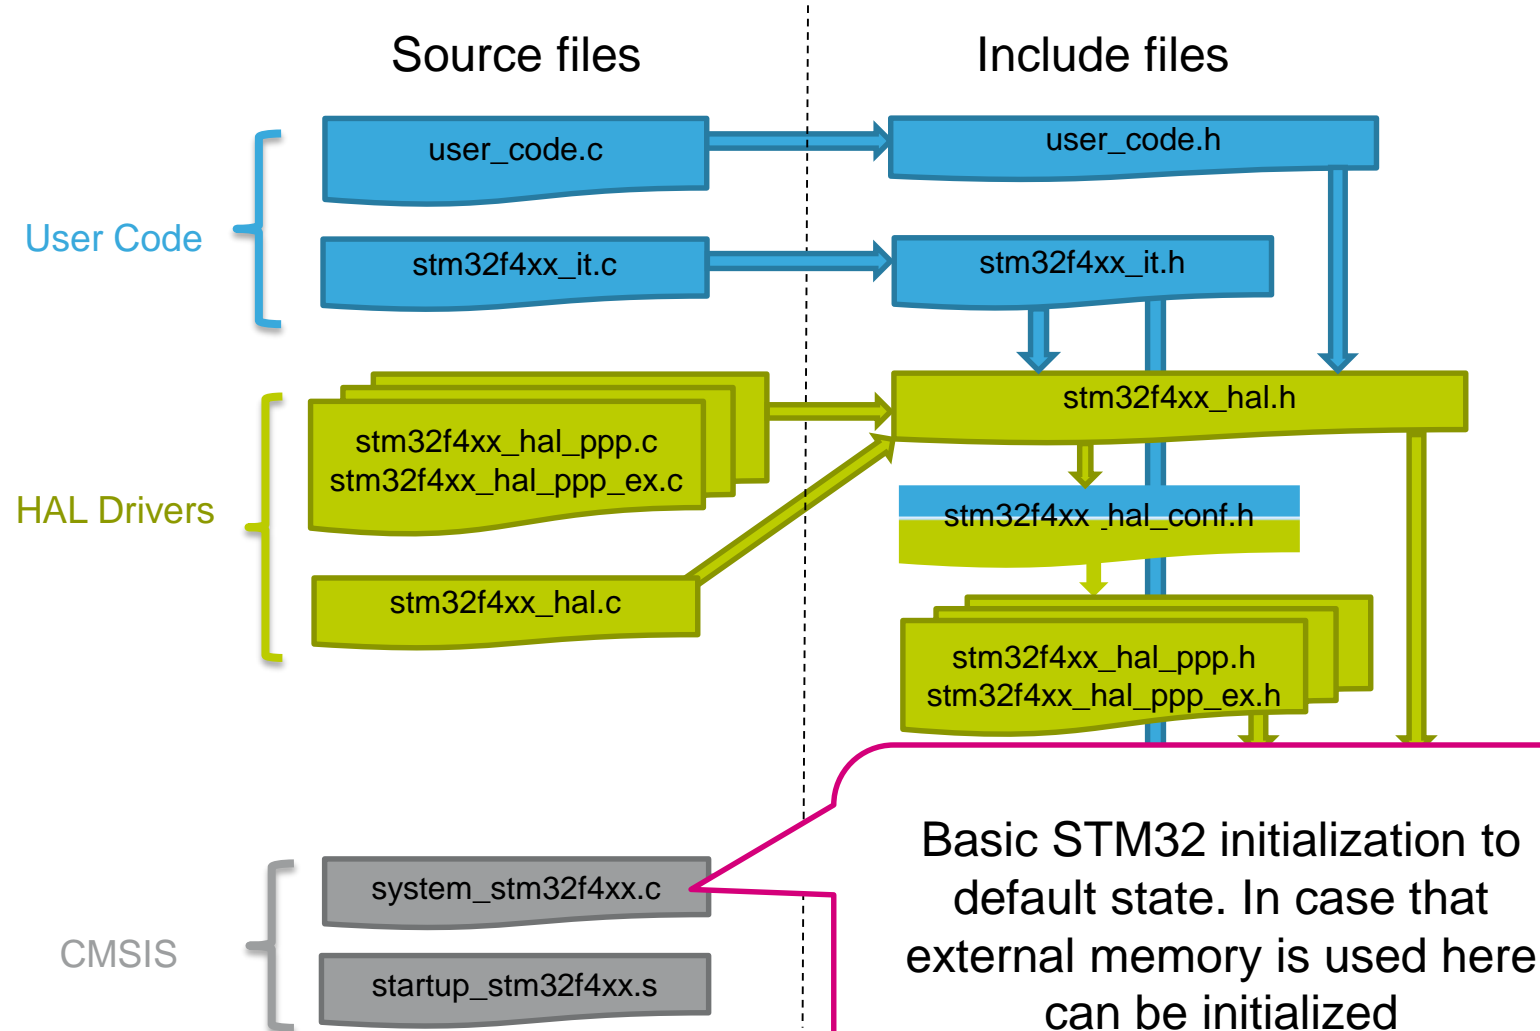 Source files
Include files
User Code
user_code.c
user_code.h
stm32f4xx_it.c
stm32f4xx_it.h
HAL Drivers
stm32f4xx_hal_ppp.c
stm32f4xx_hal_ppp_ex.c
stm32f4xx_hal.h
stm32f4xx_hal_conf.h
stm32f4xx_hal.c
stm32f4xx_hal_ppp.h
stm32f4xx_hal_ppp_ex.h
CMSIS
system_stm32f4xx.c
startup_stm32f4xx.s
Basic STM32 initialization to
default state. In case that
external memory is used here
can be initialized